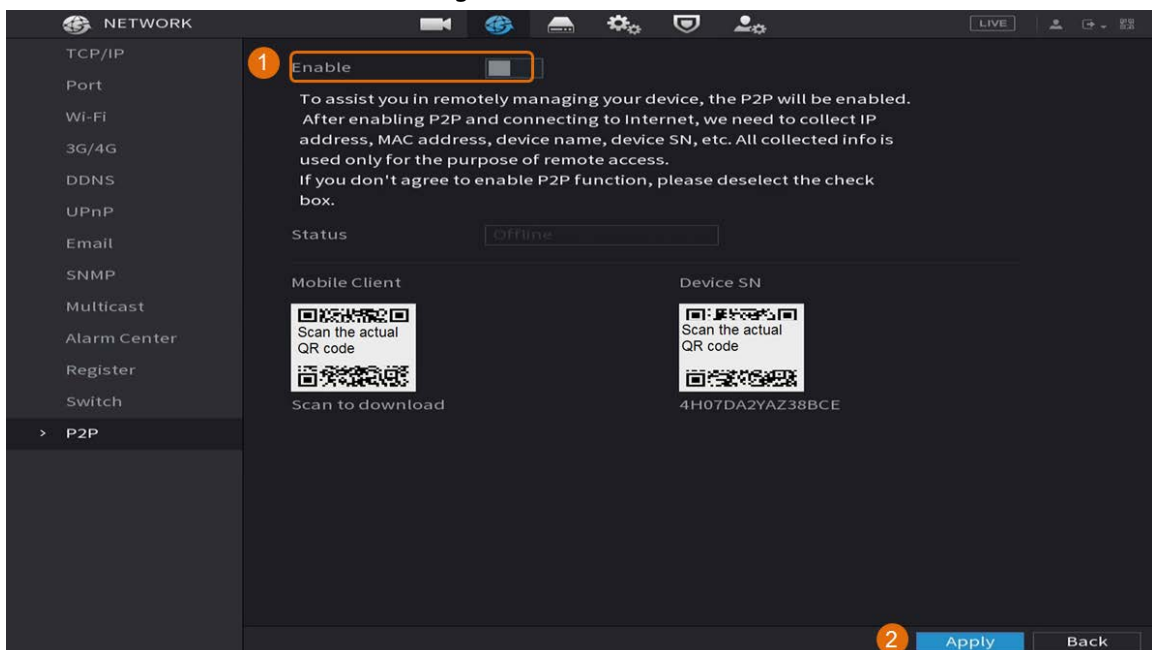 NETWORK
LIVE
TCP/IP
Port
Wi-Fi
3G/4G
DDNS
UPnP
Email
SNMP
Multicast
Alarm Center
Register
Switch
> P2P
1
Enable
To assist you in remotely managing your device, the P2P will be enabled.
After enabling P2P and connecting to Internet, we need to collect IP
address, MAC address, device name, device SN, etc. All collected info is
used only for the purpose of remote access.
If you don't agree to enable P2P function, please deselect the check
box.
Status
Offline
Mobile Client
Scan the actual
QR code
Scan to download
Device SN
Scan the actual
QR code
4H07DA2YAZ38BCE
2
Apply
Back